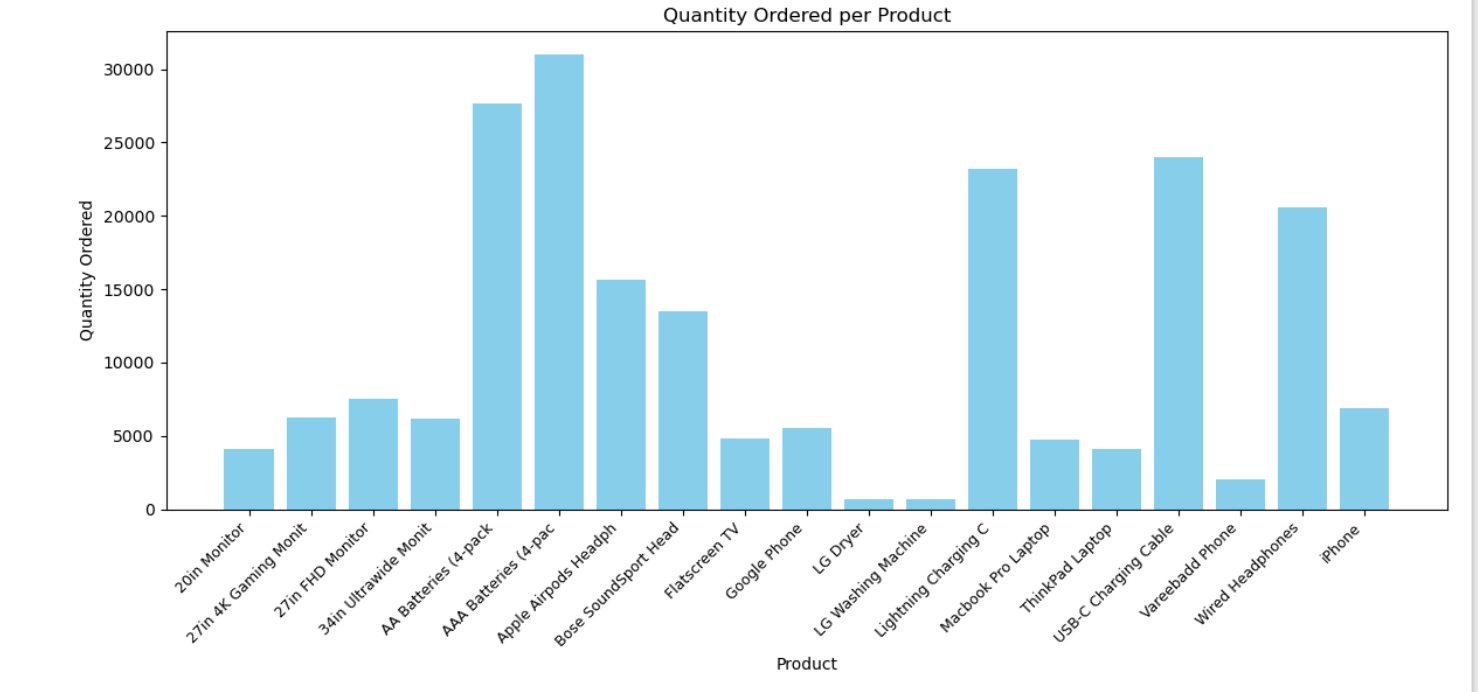 Quantity Ordered per Product
Quantity Ordered
30000
25000
20000
15000
10000
5000
0
20in Monitor
27in 4K Gaming Monit
27in FHD Monitor
34in Ultrawide Monit
AA Batteries (4-pack
AAA Batteries (4-pac
Apple Airpods Headph
Bose SoundSport Head
Flatscreen TV
Google Phone
LG Dryer
LG Washing Machine
Lightning Charging C
Macbook Pro Laptop
ThinkPad Laptop
USB-C Charging Cable
Vareebadd Phone
Wired Headphones
iPhone
Product